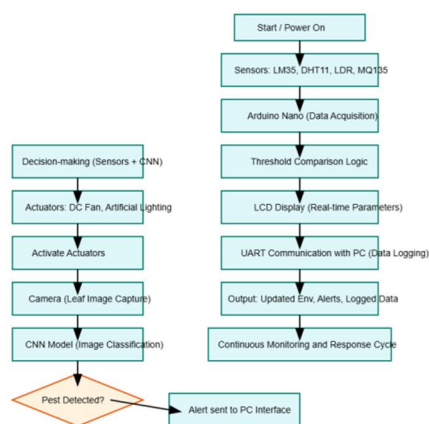 Start / Power On
Sensors: LM35, DHT11, LDR, MQ135
Arduino Nano (Data Acquisition)
Threshold Comparison Logic
LCD Display (Real-time Parameters)
UART Communication with PC (Data Logging)
Output: Updated Env, Alerts, Logged Data
Continuous Monitoring and Response Cycle
Decision-making (Sensors + CNN)
Actuators: DC Fan, Artificial Lighting
Activate Actuators
Camera (Leaf Image Capture)
CNN Model (Image Classification)
Pest Detected?
Alert sent to PC Interface